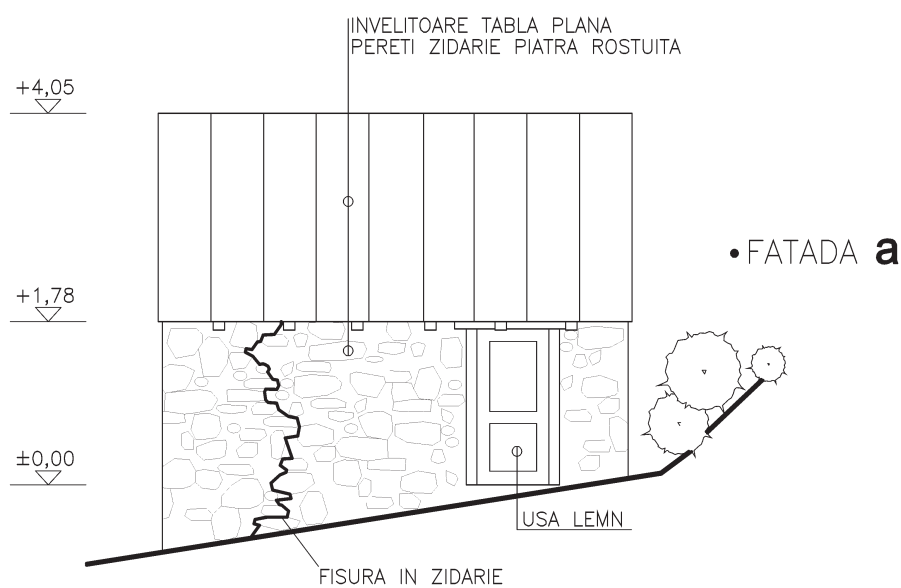 INVELITOARE TABLA PLANA
PERETI ZIDARIE PIATRA ROSTUITA
+4,05
• FATADA a
+1,78
±0,00
USA LEMN
FISURA IN ZIDARIE